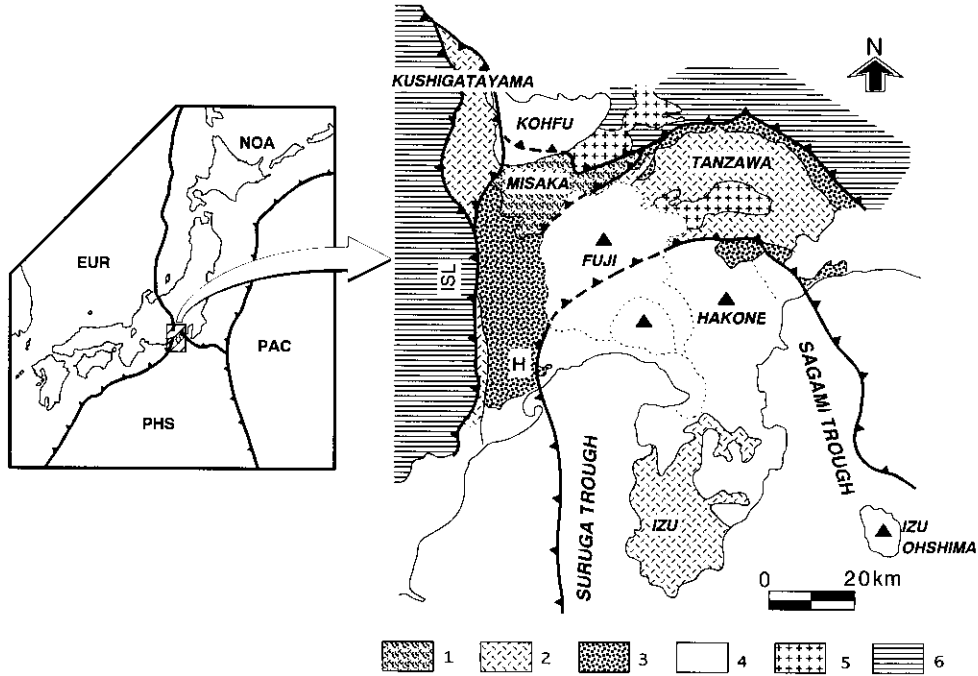 NOA
EUR
PAC
PHS
N
KUSHIGATAYAMA
KOHFU
MISAKA
TANZAWA
FUJI
ISL
HAKONE
H
SAGAMI TROUGH
SURUGA TROUGH
IZU
IZU
OHSHIMA
0 20km
1 2 3 4 5 6